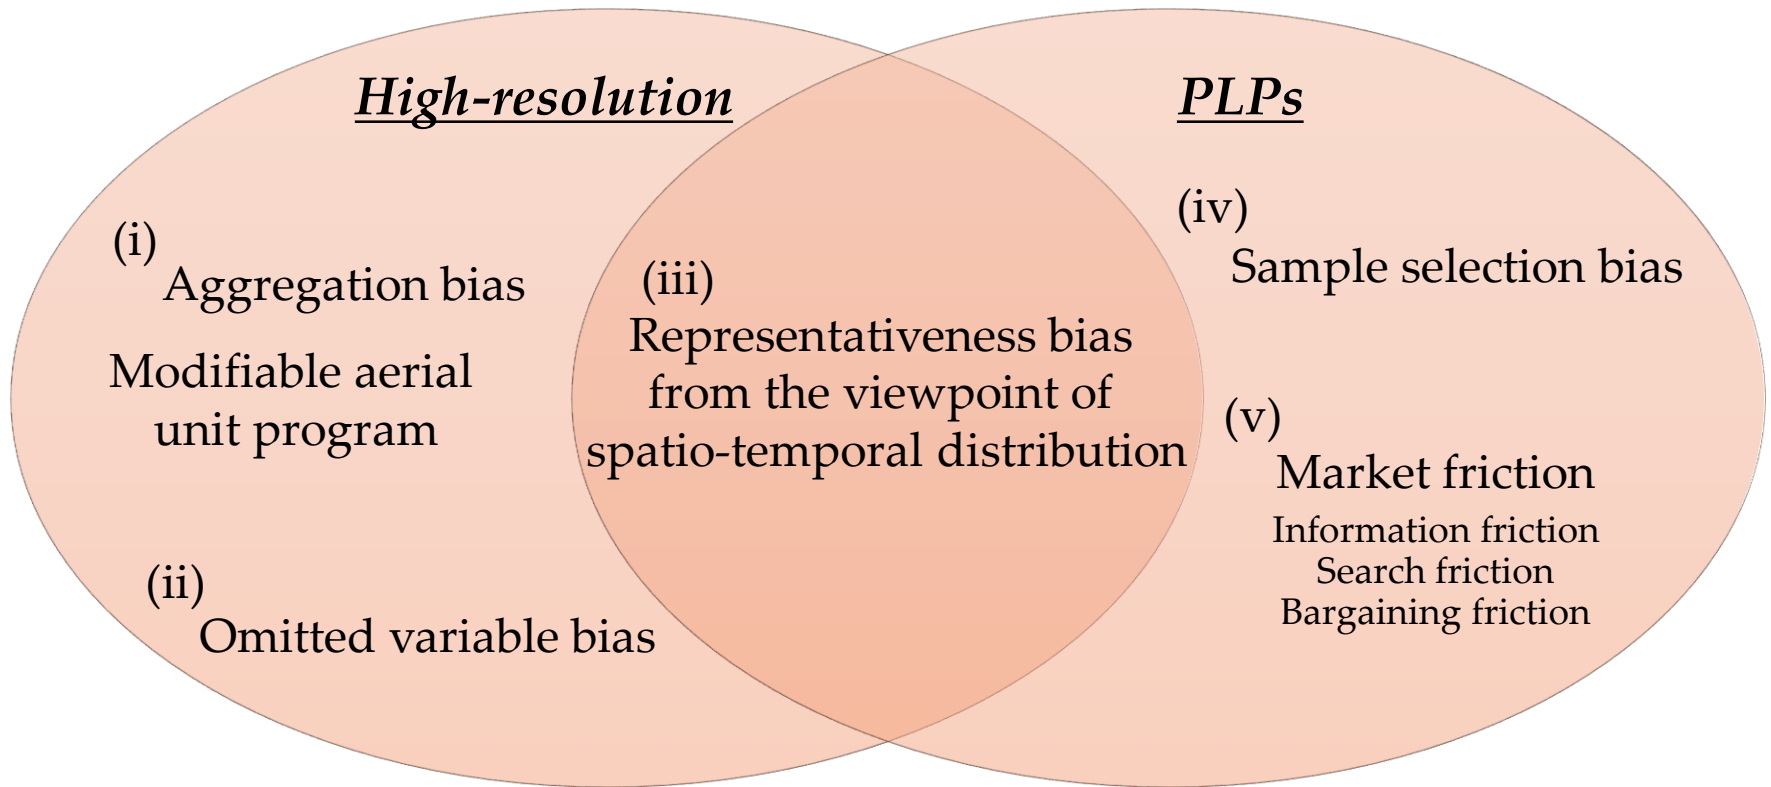 High-resolution
(i)
Aggregation bias
Modifiable aerial
unit program
(ii)
Omitted variable bias
(iii)
Representativeness bias
from the viewpoint of
spatio-temporal distribution
PLPs
(iv)
Sample selection bias
(v)
Market friction
Information friction
Search friction
Bargaining friction